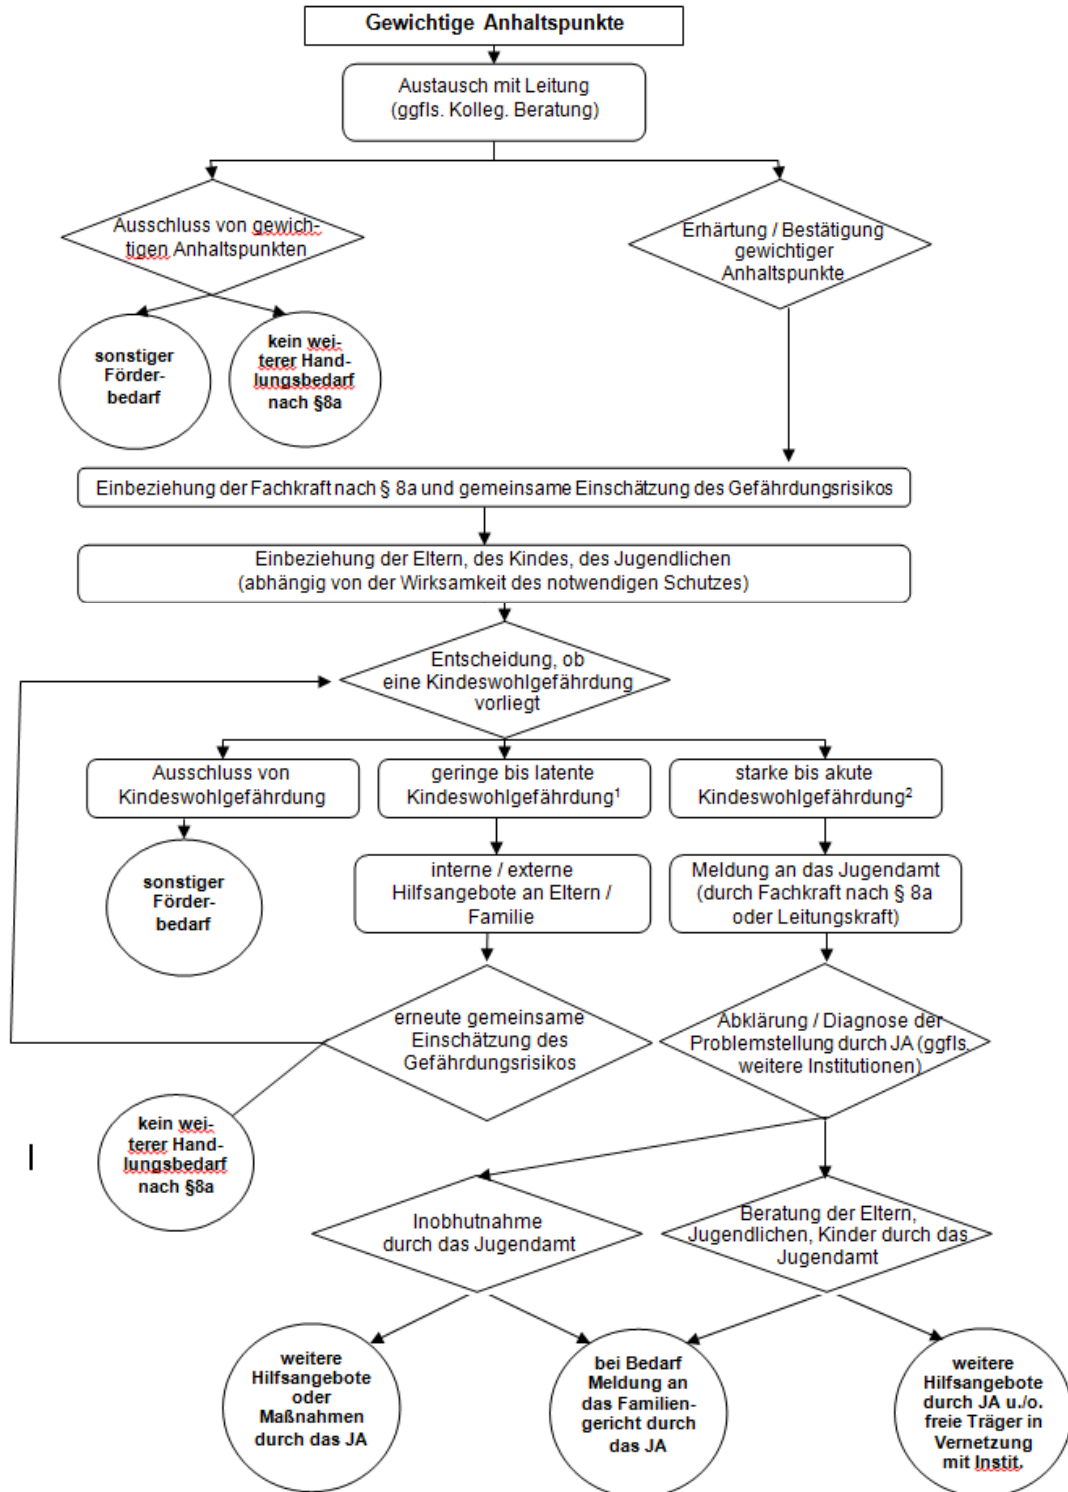 Gewichtige Anhaltspunkte
Austausch mit Leitung
(ggfls. Kolleg. Beratung)
Ausschluss von gewich-
tigen Anhaltspunkten
Erhärtung / Bestätigung
gewichtiger
Anhaltspunkte
sonstiger
Förder-
bedarf
kein wei-
terer Hand-
lungsbedarf
nach §8a
Einbeziehung der Fachkraft nach § 8a und gemeinsame Einschätzung des Gefährdungsrisikos
Einbeziehung der Eltern, des Kindes, des Jugendlichen
(abhängig von der Wirksamkeit des notwendigen Schutzes)
Entscheidung, ob
eine Kindeswohlgefährdung
vorliegt
Ausschluss von
Kindeswohlgefährdung
geringe bis latente
Kindeswohlgefährdung¹
starke bis akute
Kindeswohlgefährdung²
sonstiger
Förder-
bedarf
interne / externe
Hilfsangebote an Eltern /
Familie
Meldung an das Jugendamt
(durch Fachkraft nach § 8a
oder Leitungskraft)
erneute gemeinsame
Einschätzung des
Gefährdungsrisikos
Abklärung / Diagnose der
Problemstellung durch JA (ggfls.
weitere Institutionen)
kein wei-
terer Hand-
lungsbedarf
nach §8a
Inobhutnahme
durch das Jugendamt
Beratung der Eltern,
Jugendlichen, Kinder durch das
Jugendamt
weitere
Hilfsangebote
oder
Maßnahmen
durch das JA
bei Bedarf
Meldung an
das Familien-
gericht durch
das JA
weitere
Hilfsangebote
durch JA u./o.
freie Träger in
Vernetzung
mit Instit.